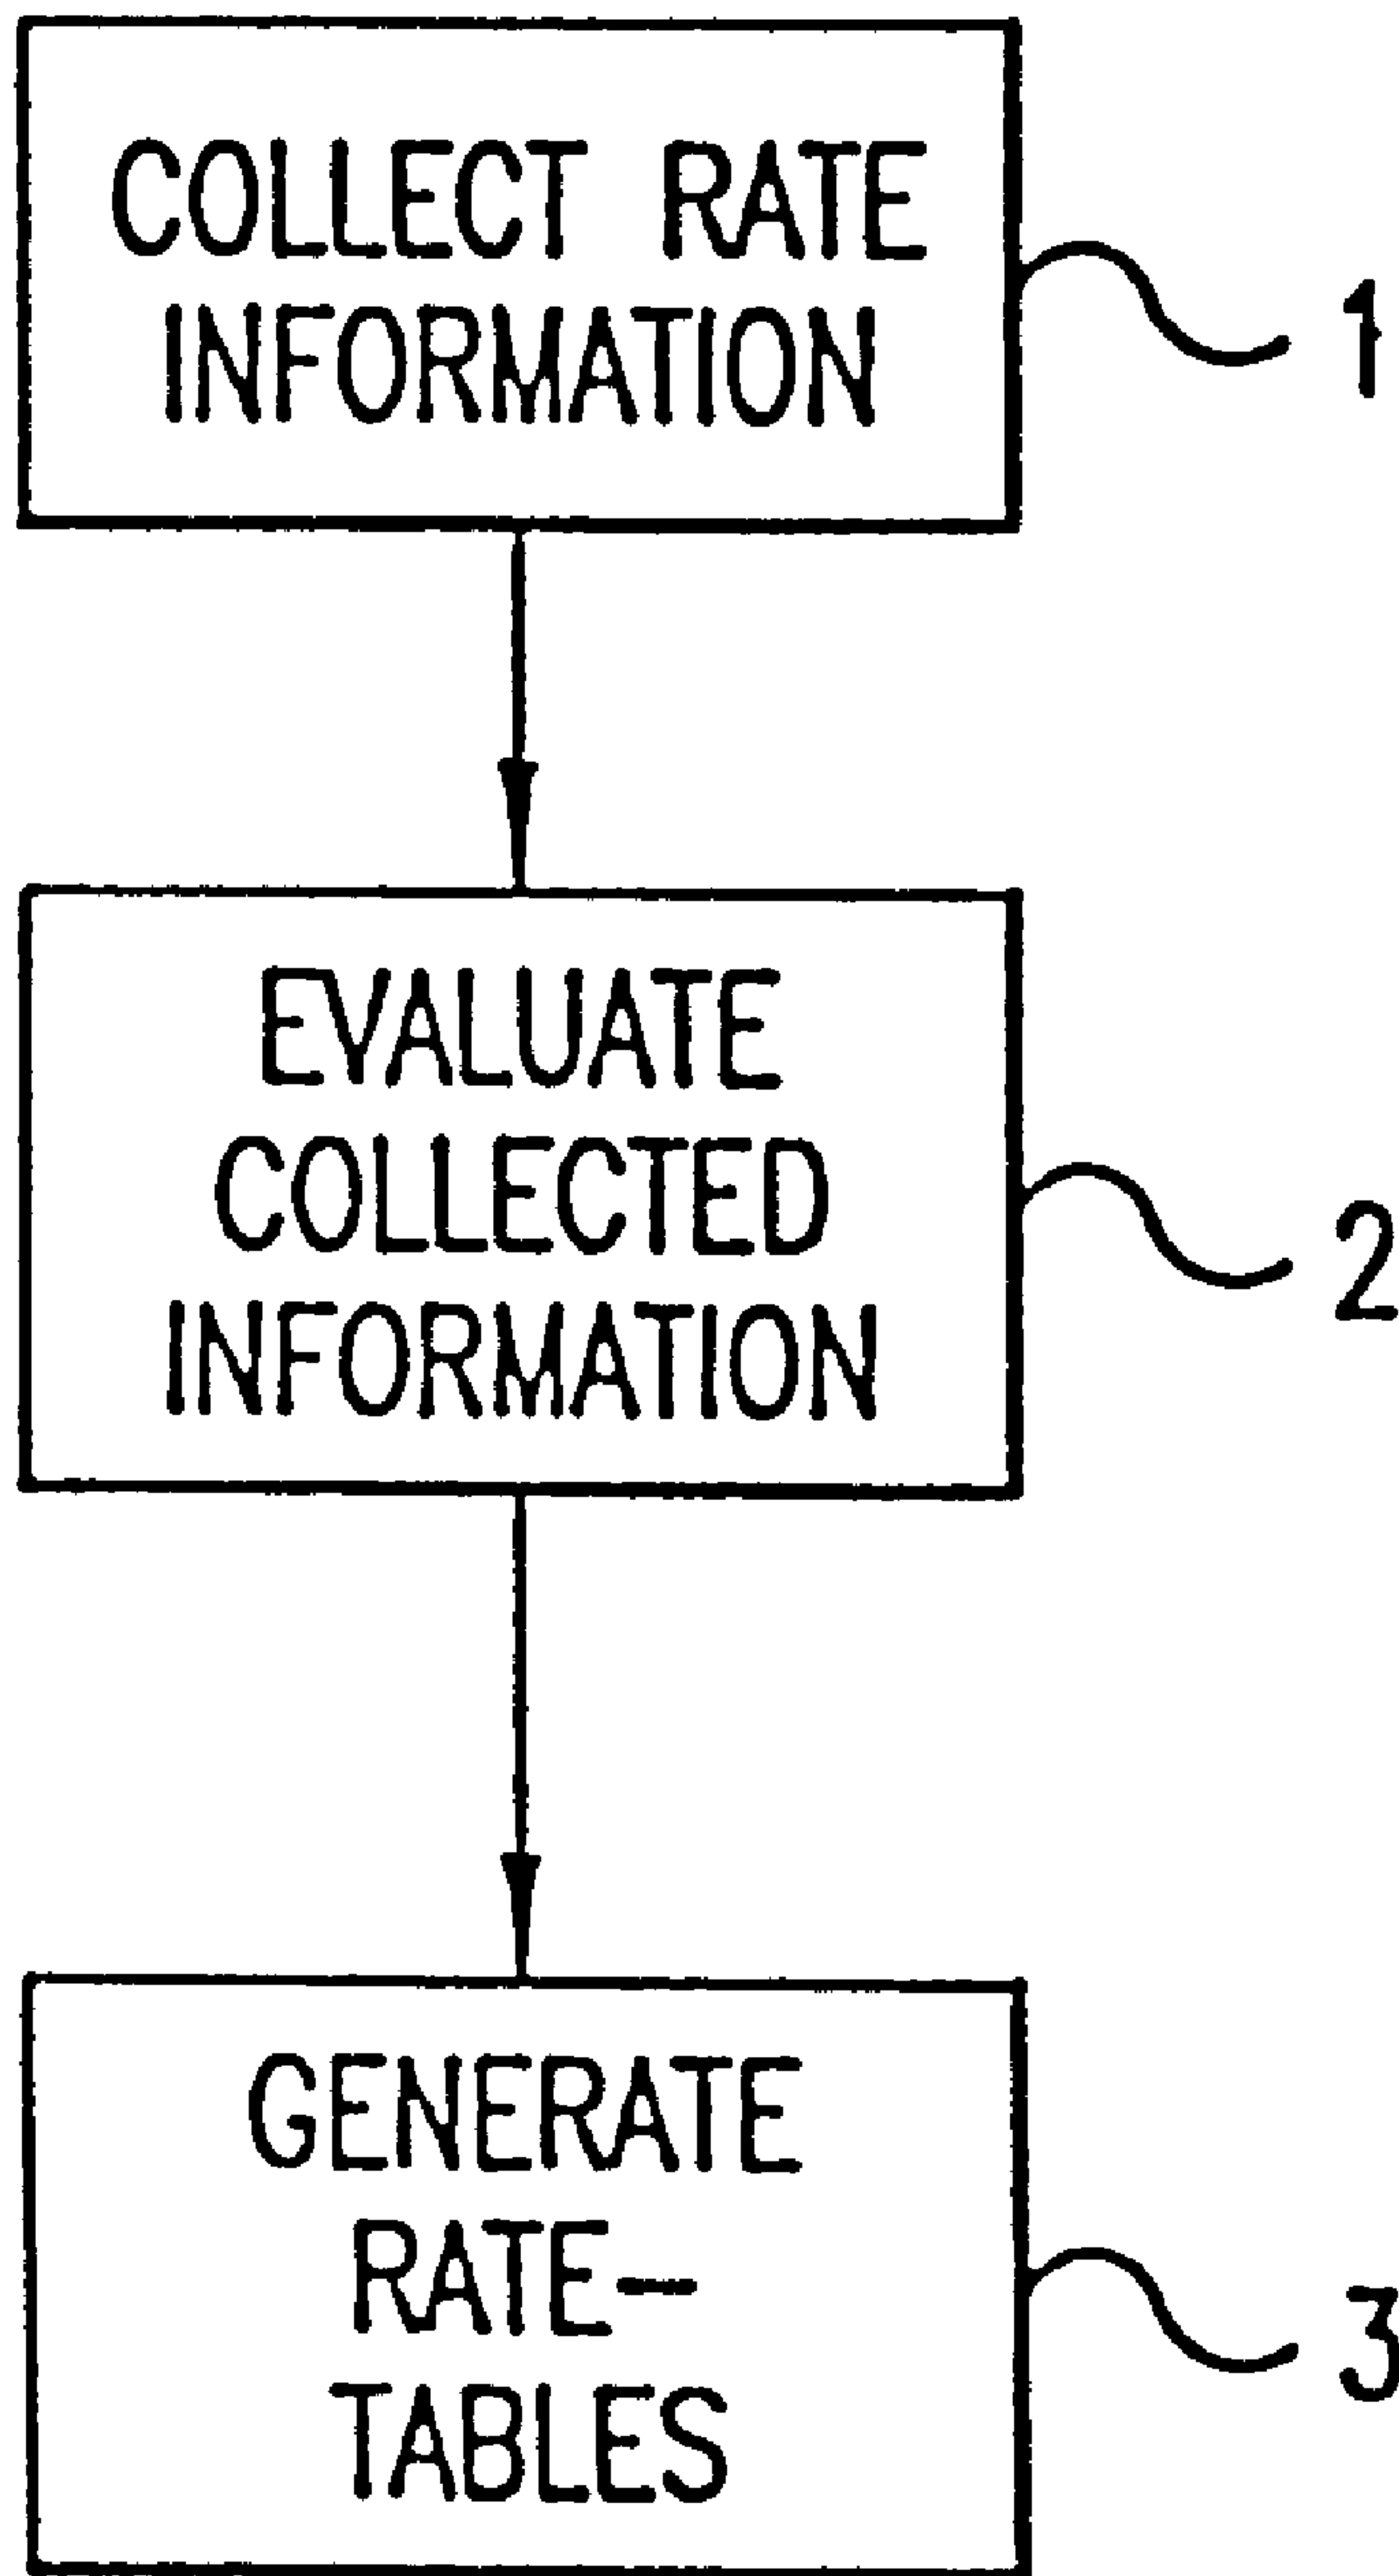 COLLECT RATE
INFORMATION
1
EVALUATE
COLLECTED
INFORMATION
2
GENERATE
RATE-
TABLES
3